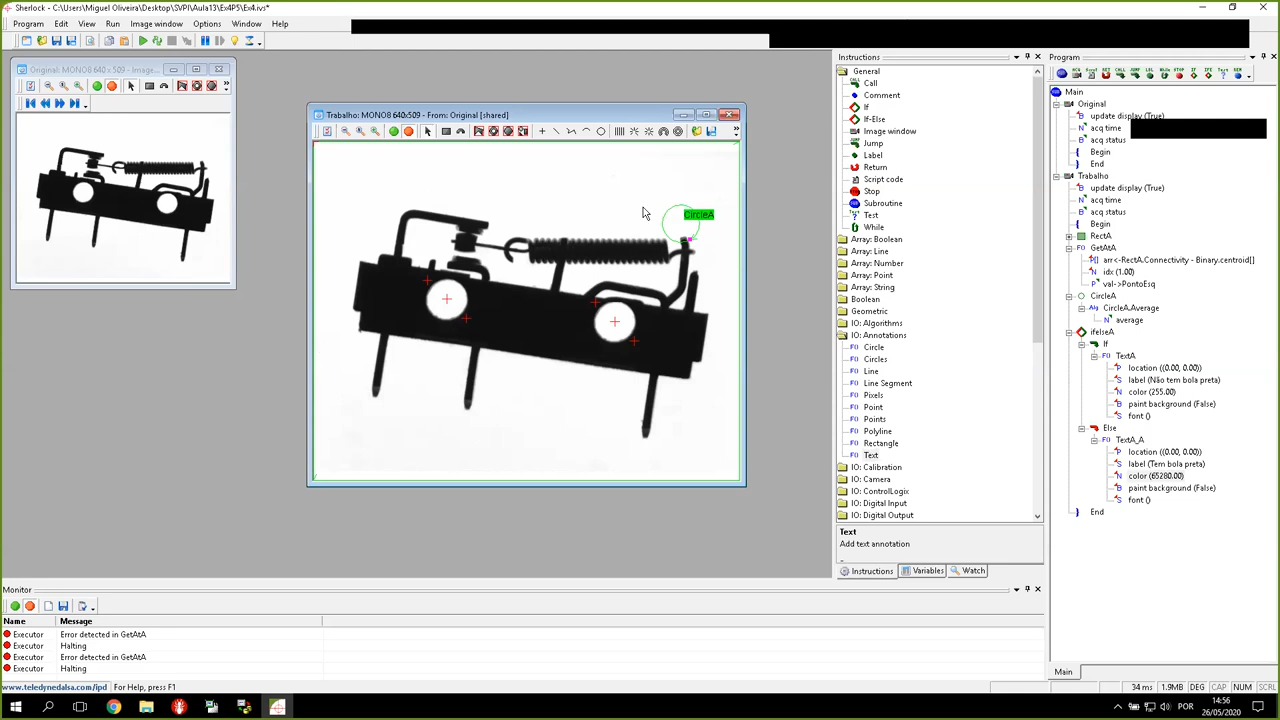 Sherlock - C:\Users\Miguel Oliveira\Desktop\SVPI\Aula13\Ex4P5\Ex4.ivs*
Program Edit View Run Image window Options Window Help
Original: MONO8 640 x 509 - Image...
Trabalho: MONO8 640x509 - From: Original [shared]
CircleA
Instructions
General
Call
Comment
If
If-Else
Image window
Jump
Label
Return
Script code
Stop
Subroutine
Test
While
Array: Boolean
Array: Line
Array: Number
Array: Point
Array: String
Boolean
Geometric
IO: Algorithms
IO: Annotations
Circle
Circles
Line
Line Segment
Pixels
Point
Points
Polyline
Rectangle
Text
IO: Calibration
IO: Camera
IO: ControlLogix
IO: Digital Input
IO: Digital Output
Text
Add text annotation
Instructions Variables Watch
Program
Main
Original
update display (True)
acq time
acq status
Begin
End
Trabalho
update display (True)
acq time
acq status
Begin
RectA
GetAtA
arr<-RectA.Connectivity - Binary.centroid[]
idx (1.00)
val->PontoEsq
CircleA
CircleA.Average
average
ifelseA
If
TextA
location ((0.00, 0.00))
label (Não tem bola preta)
color (255.00)
paint background (False)
font ()
Else
TextA_A
location ((0.00, 0.00))
label (Tem bola preta)
color (65280.00)
paint background (False)
font ()
End
Main
Monitor
Name Message
Executor Error detected in GetAtA
Executor Halting
Executor Error detected in GetAtA
Executor Halting
www.teledynedalsa.com/ipd For Help, press F1
34 ms 1.9MB DEG CAP NUM SCRL
POR
14:56
26/05/2020